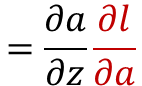 = ∂a/∂z ∂l/∂a